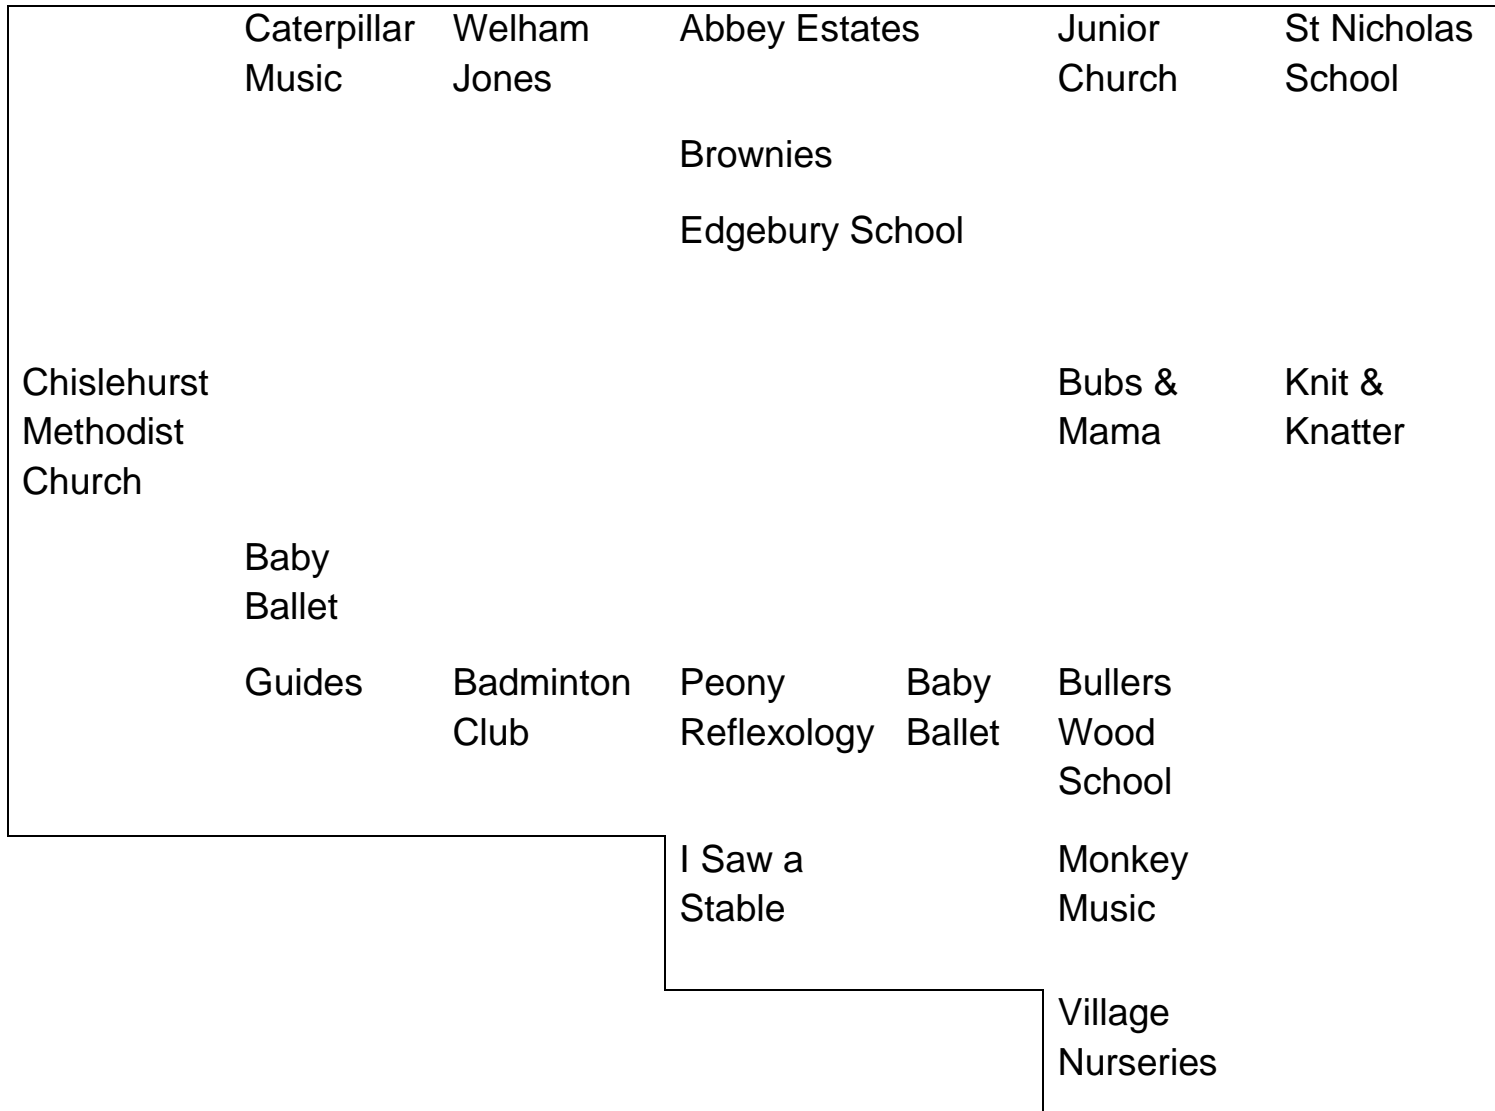 Caterpillar Music
Welham Jones
Abbey Estates
Junior Church
St Nicholas School
Brownies
Edgebury School
Chislehurst Methodist Church
Bubs & Mama
Knit & Knatter
Baby Ballet
Guides
Badminton Club
Peony Reflexology
Baby Ballet
Bullers Wood School
I Saw a Stable
Monkey Music
Village Nurseries